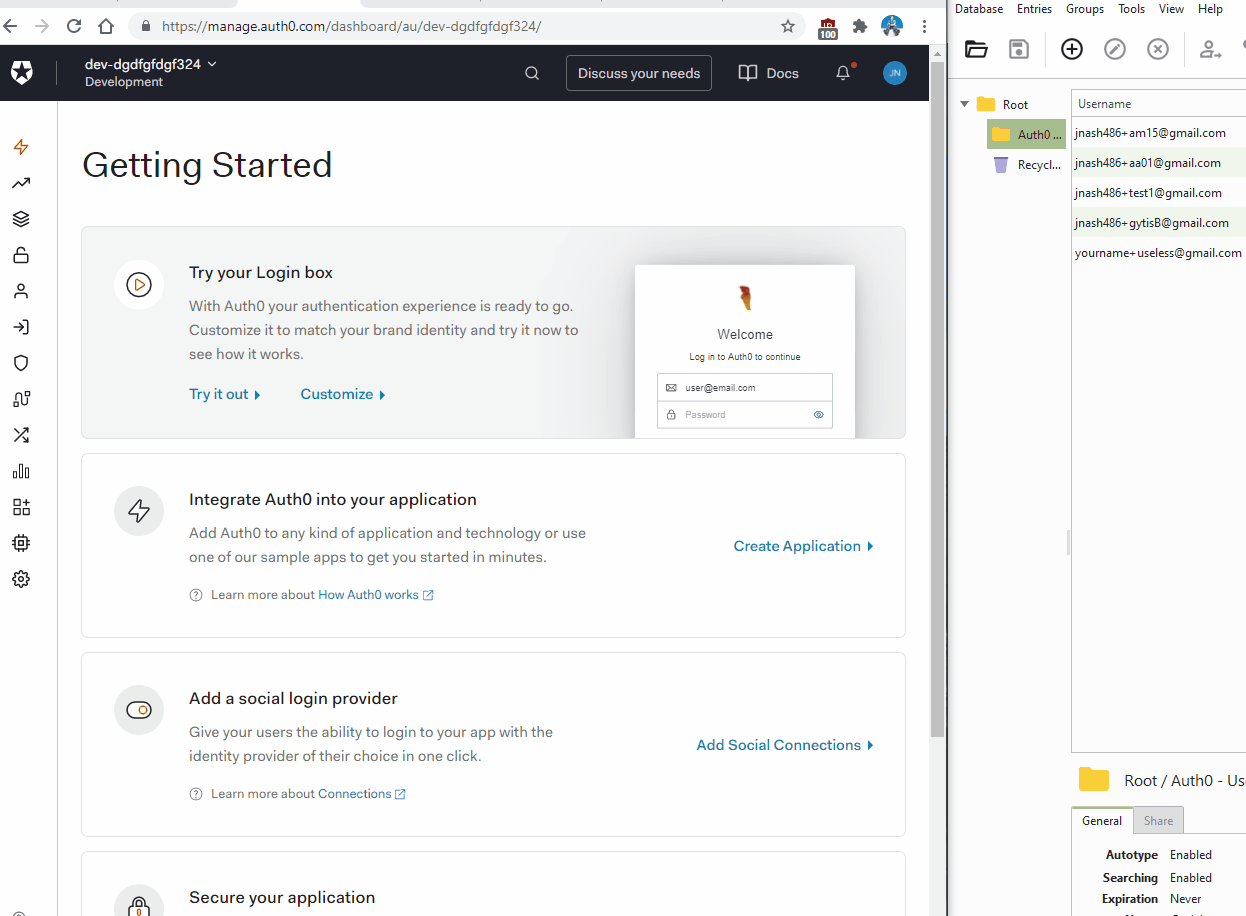 https://manage.auth0.com/dashboard/au/dev-dgdfgfdgf324/
100
dev-dgdfgfdgf324
Development
Discuss your needs
Docs
JN
Getting Started
Try your Login box
With Auth0 your authentication experience is ready to go.
Customize it to match your brand identity and try it now to
see how it works.
Try it out
Customize
Welcome
Log in to Auth0 to continue
user@email.com
Password
Integrate Auth0 into your application
Add Auth0 to any kind of application and technology or use
one of our sample apps to get you started in minutes.
Learn more about How Auth0 works
Create Application
Add a social login provider
Give your users the ability to login to your app with the
identity provider of their choice in one click.
Learn more about Connections
Add Social Connections
Secure your application
Database Entries Groups Tools View Help
Root
Auth0 ...
Recycl...
Username
jnash486+am15@gmail.com
jnash486+aa01@gmail.com
jnash486+test1@gmail.com
jnash486+gytisB@gmail.com
yourname+useless@gmail.com
Root / Auth0 - Us
General
Share
Autotype Enabled
Searching Enabled
Expiration Never